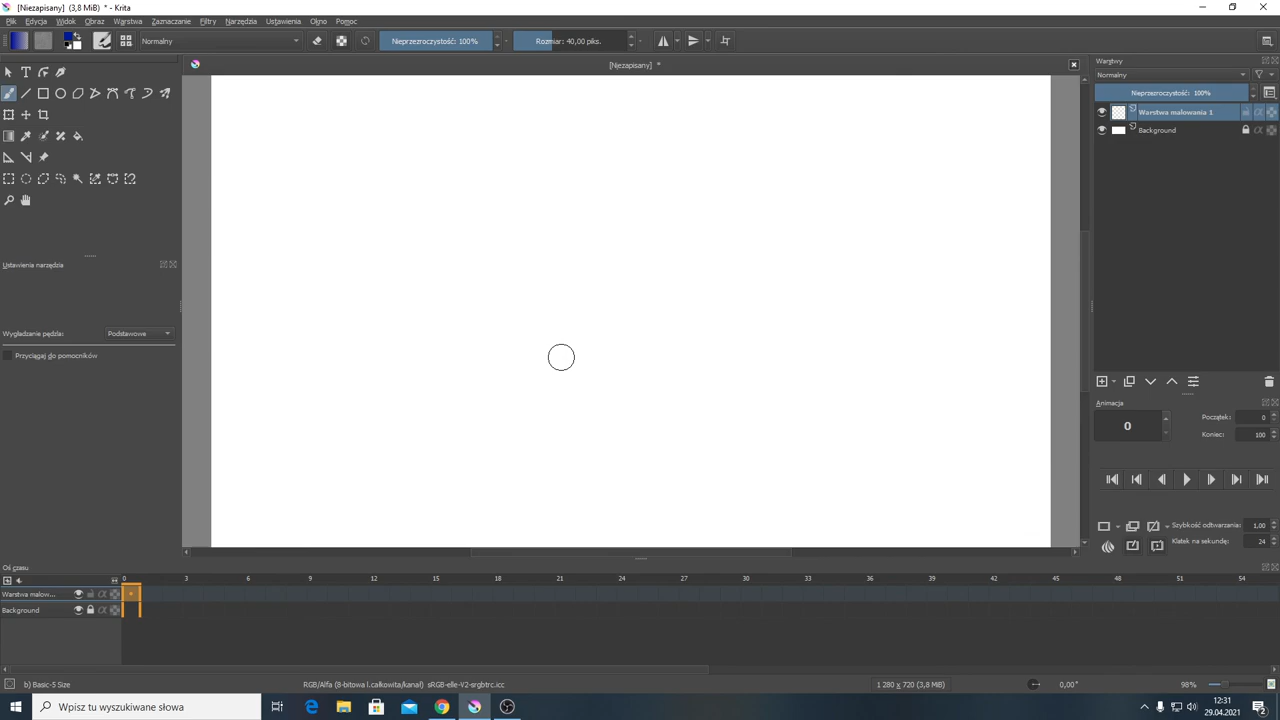 [Niezapisany] (3,8 MiB) * - Krita
Plik Edycja Widok Obraz Warstwa Zaznaczanie Filtry Narzędzia Ustawienia Okno Pomoc
Normalny Nieprzezroczystość: 100% Rozmiar: 40,00 piks.
[Niezapisany] *
Warstwy
Normalny
Nieprzezroczystość: 100%
Warstwa malowania 1
Background
Ustawienia narzędzia
Wygładzanie pędzla: Podstawowe
Przyciągaj do pomocników
Animacja
0
Początek: 0
Koniec: 100
Szybkość odtwarzania: 1,00
Klatek na sekundę: 24
Oś czasu
0 3 6 9 12 15 18 21 24 27 30 33 36 39 42 45 48 51 54
Warstwa malow...
Background
b) Basic-5 Size RGB/Alfa (8-bitowa l.całkowita/kanał) sRGB-elle-V2-srgbtrc.icc 1 280 x 720 (3,8 MiB) 0,00° 98%
Wpisz tu wyszukiwane słowa
12:31
29.04.2021
2